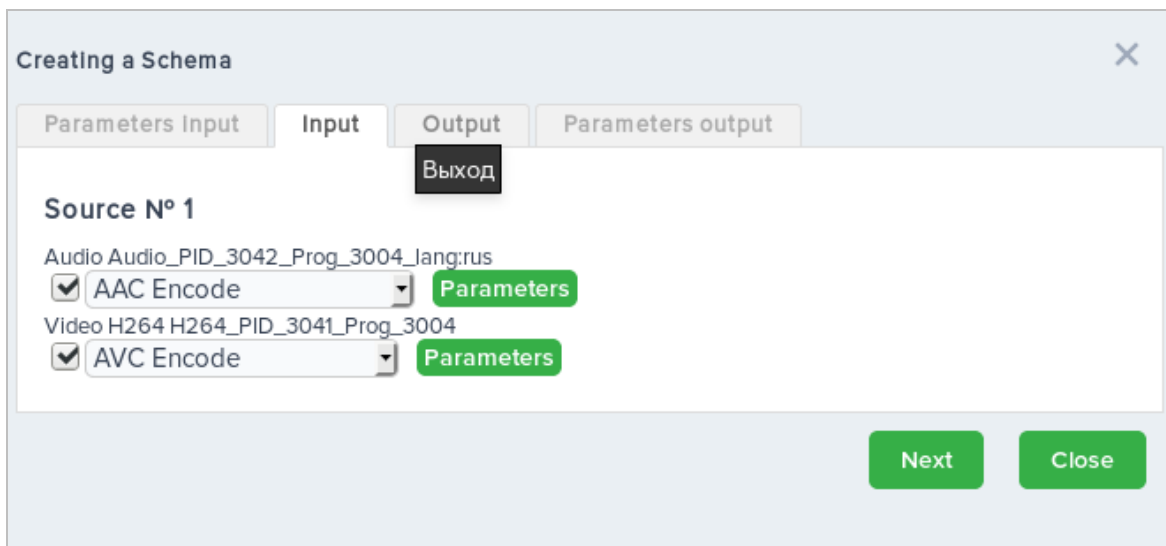 Creating a Schema
Parameters Input Input Output Parameters output
Выход
Source Nº 1
Audio Audio_PID_3042_Prog_3004_lang:rus
AAC Encode Parameters
Video H264 H264_PID_3041_Prog_3004
AVC Encode Parameters
Next Close